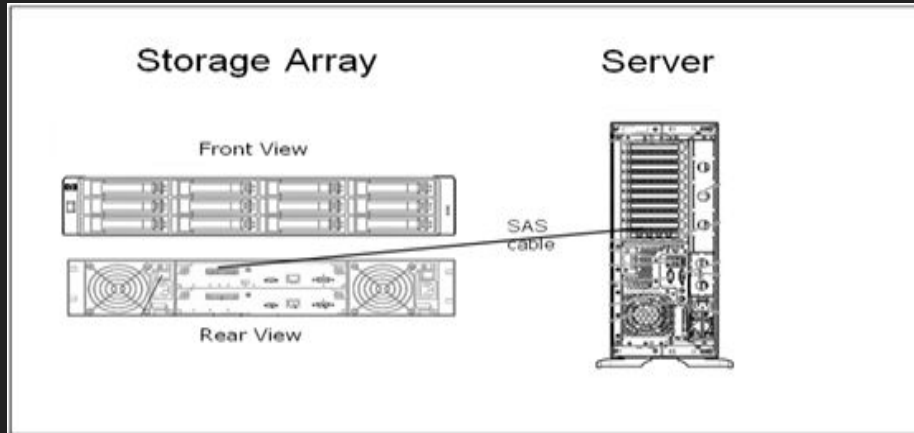 Storage Array
Server
Front View
SAS
cable
Rear View